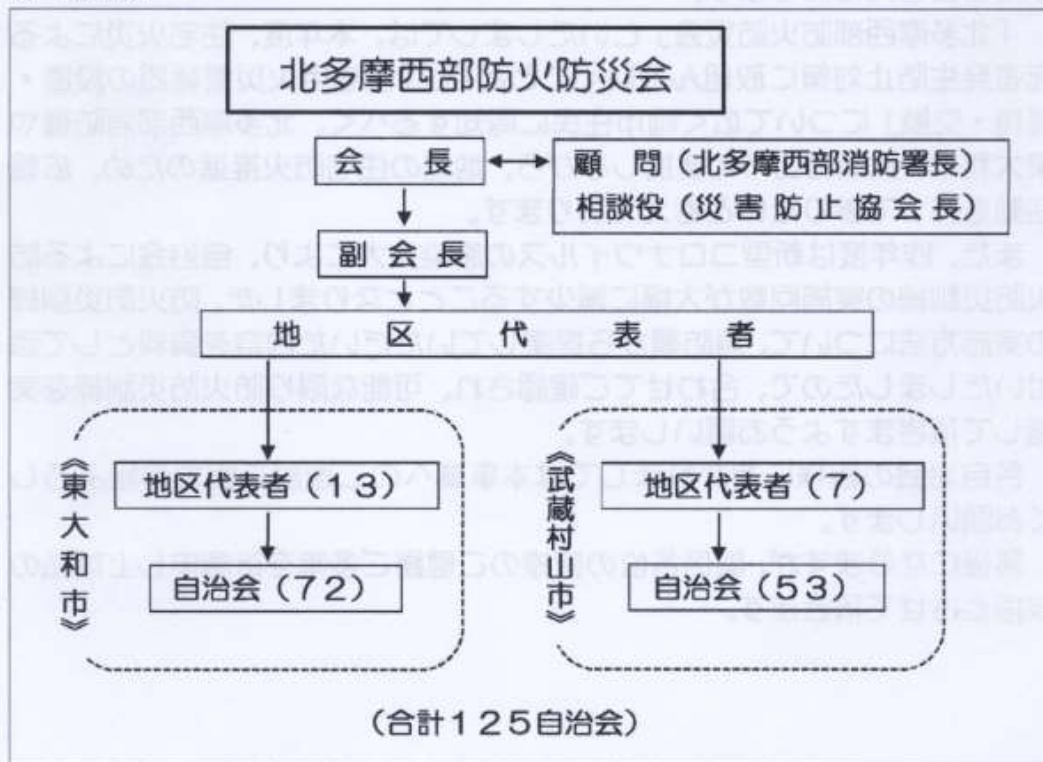 北多摩西部防火防災会
会長
顧問（北多摩西部消防署長）
相談役（災害防止協会長）
副会長
地区代表者
《東大和市》
地区代表者（13）
自治会（72）
《武蔵村山市》
地区代表者（7）
自治会（53）
（合計125自治会）